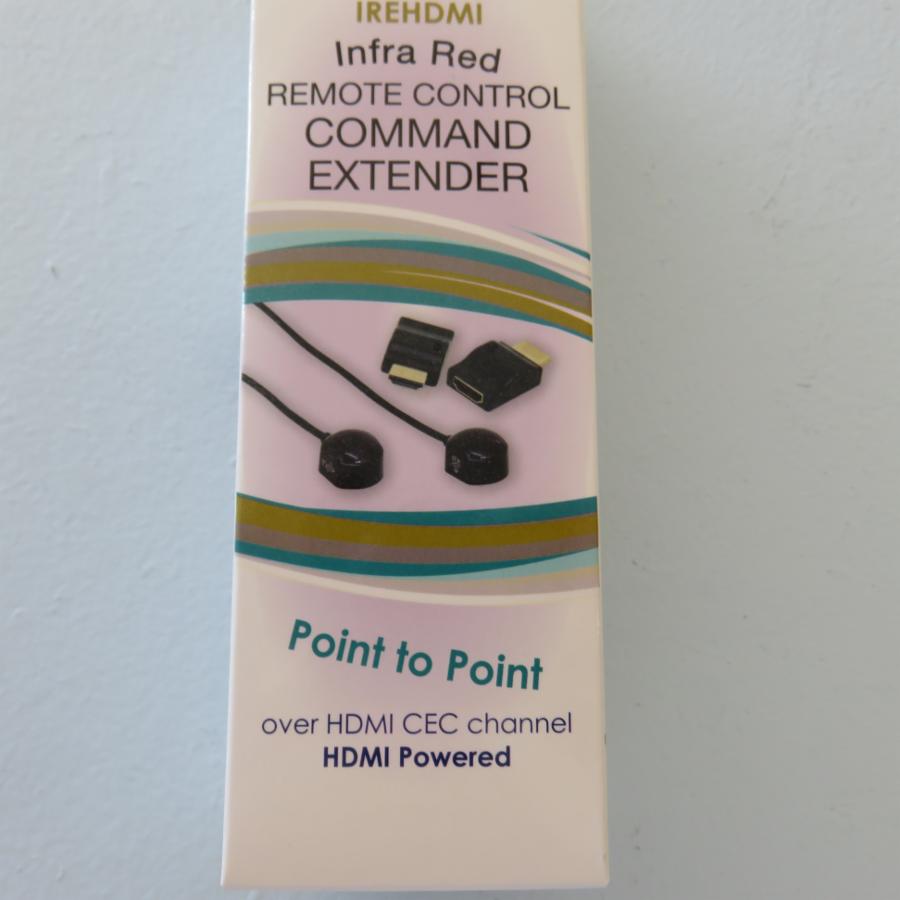 IREHDMI
Infra Red
REMOTE CONTROL
COMMAND
EXTENDER
Point to Point
over HDMI CEC channel
HDMI Powered